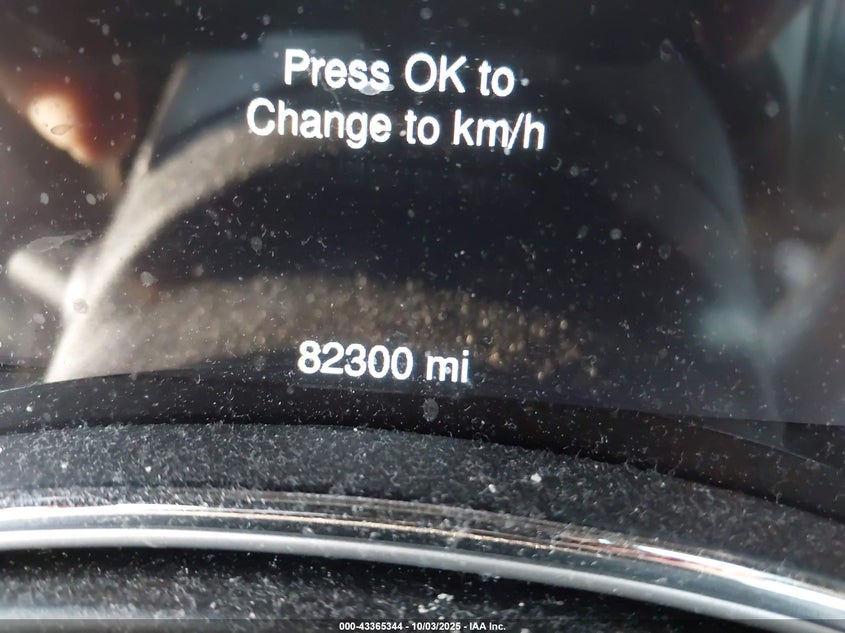 Press OK to
Change to km/h
82300 mi
000-43365344 - 10/03/2025 - IAA Inc.